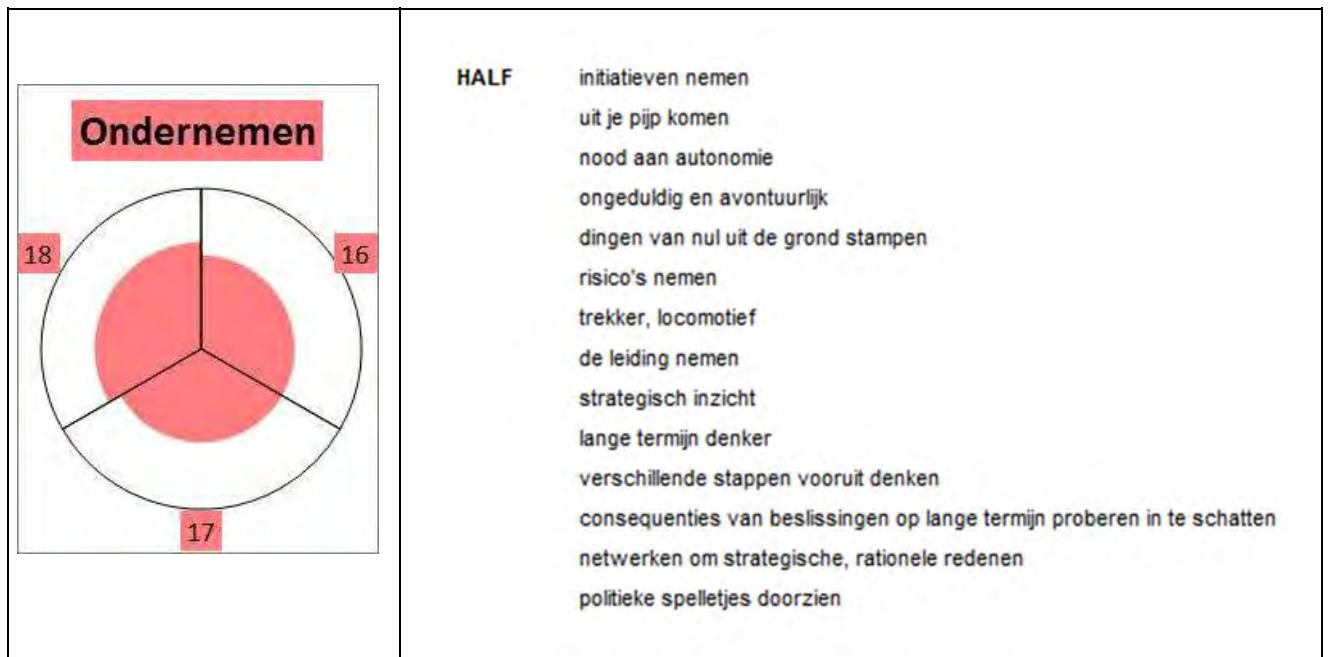 Ondernemen
18
16
17
HALF initiatieven nemen
uit je pijp komen
nood aan autonomie
ongeduldig en avontuurlijk
dingen van nul uit de grond stampen
risico's nemen
trekker, locomotief
de leiding nemen
strategisch inzicht
lange termijn denker
verschillende stappen vooruit denken
consequenties van beslissingen op lange termijn proberen in te schatten
netwerken om strategische, rationele redenen
politieke spelletjes doorzien